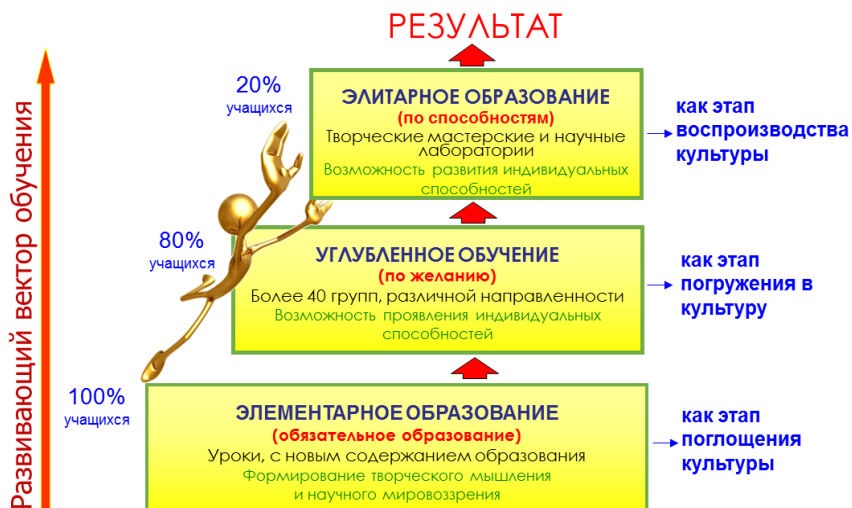 РЕЗУЛЬТАТ
Развивающий вектор обучения
20%
учащихся
ЭЛИТАРНОЕ ОБРАЗОВАНИЕ
(по способностям)
Творческие мастерские и научные
лаборатории
Возможность развития индивидуальных
способностей
как этап
воспроизводства
культуры
80%
учащихся
УГЛУБЛЕННОЕ ОБУЧЕНИЕ
(по желанию)
Более 40 групп, различной направленности
Возможность проявления индивидуальных
способностей
как этап
погружения в
культуру
100%
учащихся
ЭЛЕМЕНТАРНОЕ ОБРАЗОВАНИЕ
(обязательное образование)
Уроки, с новым содержанием образования
Формирование творческого мышления
и научного мировоззрения
как этап
поглощения
культуры